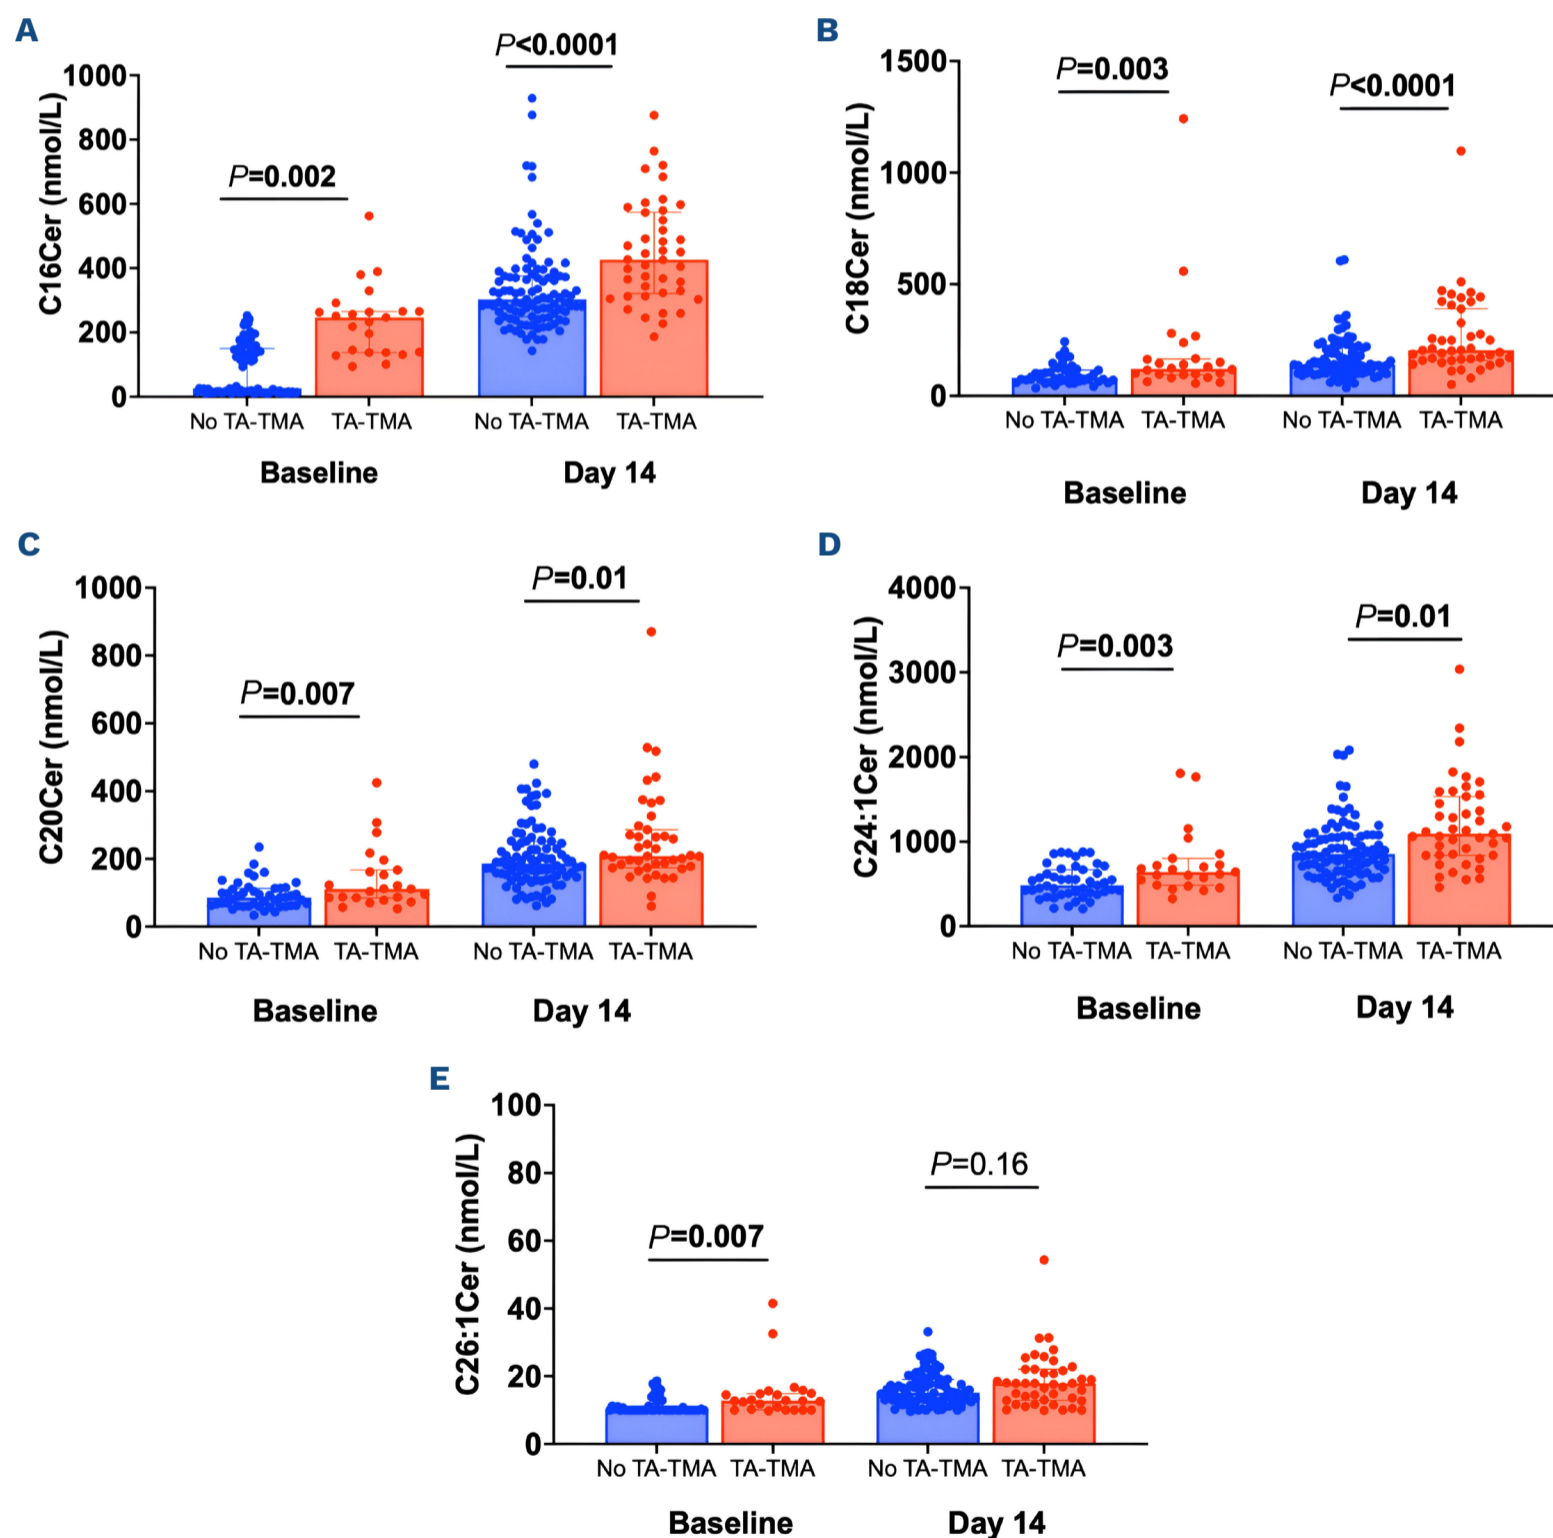 A
C16Cer (nmol/L)
1000
800
600
400
200
0
P=0.002
P<0.0001
No TA-TMA TA-TMA No TA-TMA TA-TMA
Baseline Day 14
B
C18Cer (nmol/L)
1500
1000
500
0
P=0.003
P<0.0001
No TA-TMA TA-TMA No TA-TMA TA-TMA
Baseline Day 14
C
C20Cer (nmol/L)
1000
800
600
400
200
0
P=0.007
P=0.01
No TA-TMA TA-TMA No TA-TMA TA-TMA
Baseline Day 14
D
C24:1Cer (nmol/L)
4000
3000
2000
1000
0
P=0.003
P=0.01
No TA-TMA TA-TMA No TA-TMA TA-TMA
Baseline Day 14
E
C26:1Cer (nmol/L)
100
80
60
40
20
0
P=0.007
P=0.16
No TA-TMA TA-TMA No TA-TMA TA-TMA
Baseline Day 14